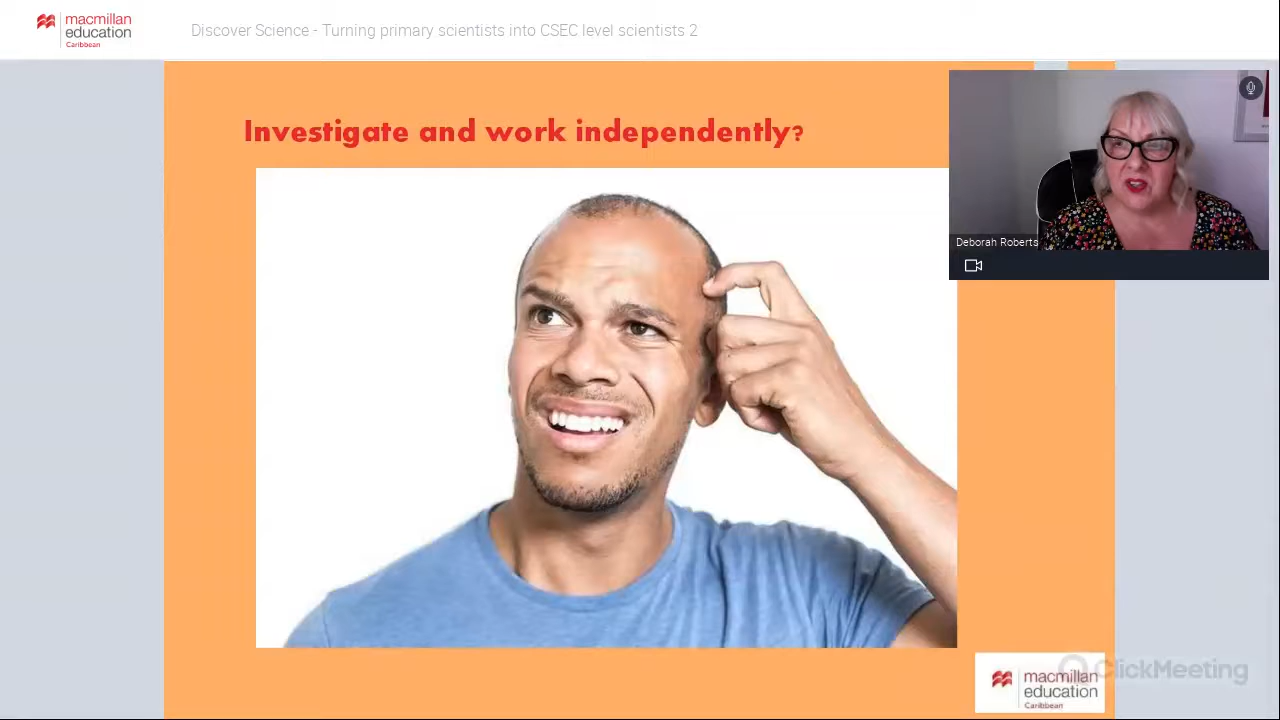 macmillan
education
Caribbean
Discover Science - Turning primary scientists into CSEC level scientists 2
Investigate and work independently?
Deborah Roberts
macmillan
education
Caribbean
ClickMeeting